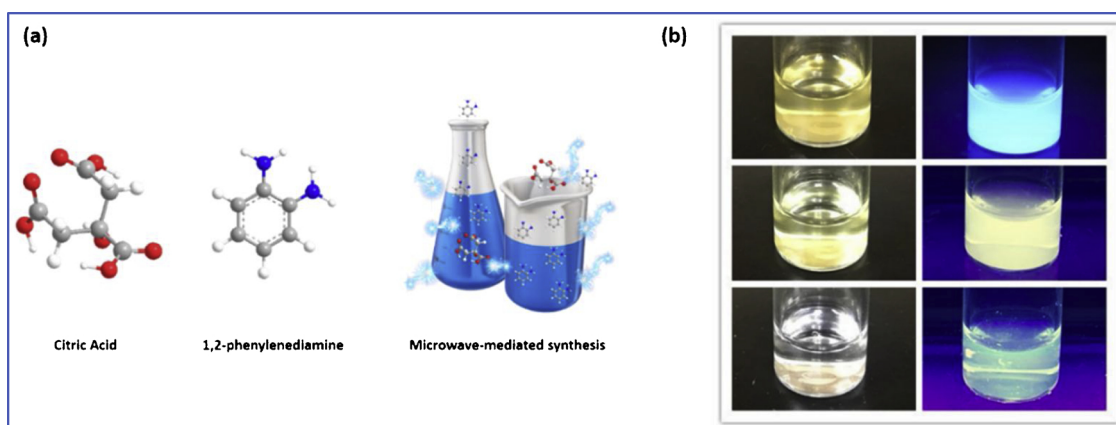 (a)
(b)
Citric Acid
1,2-phenylenediamine
Microwave-mediated synthesis